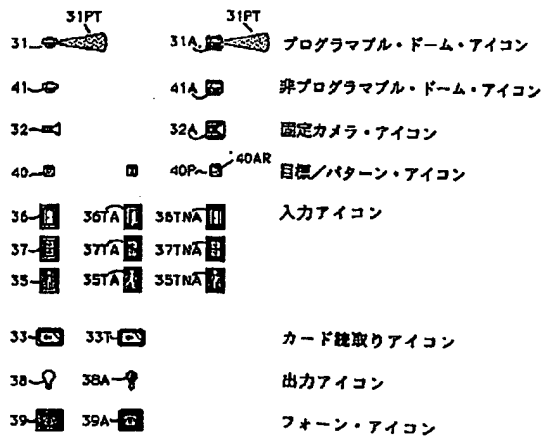 31PT 31PT
31 31A プログラマブル・ドーム・アイコン
41 41A 非プログラマブル・ドーム・アイコン
32 32A 固定カメラ・アイコン
40 40P 40AR 目標/パターン・アイコン
36 36TA 36TNA 入力アイコン
37 37TA 37TNA
35 35TA 35TNA
33 33T カード読取りアイコン
38 38A 出力アイコン
39 39A フォーン・アイコン